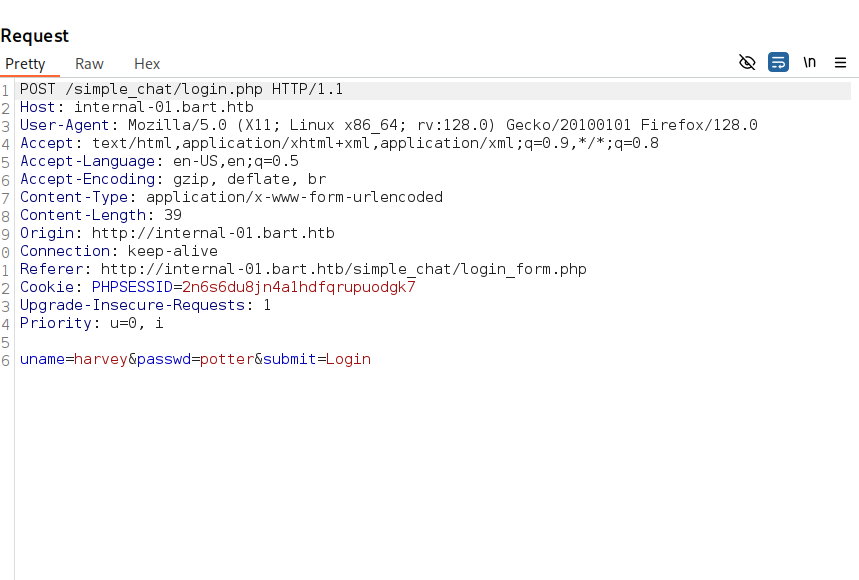 Request
Pretty Raw Hex
\n
1 POST /simple_chat/login.php HTTP/1.1
2 Host: internal-01.bart.htb
3 User-Agent: Mozilla/5.0 (X11; Linux x86_64; rv:128.0) Gecko/20100101 Firefox/128.0
4 Accept: text/html,application/xhtml+xml,application/xml;q=0.9,*/*;q=0.8
5 Accept-Language: en-US,en;q=0.5
6 Accept-Encoding: gzip, deflate, br
7 Content-Type: application/x-www-form-urlencoded
8 Content-Length: 39
9 Origin: http://internal-01.bart.htb
0 Connection: keep-alive
1 Referer: http://internal-01.bart.htb/simple_chat/login_form.php
2 Cookie: PHPSESSID=2n6s6du8jn4a1hdfqrupuodgk7
3 Upgrade-Insecure-Requests: 1
4 Priority: u=0, i
5
6 uname=harvey&passwd=potter&submit=Login